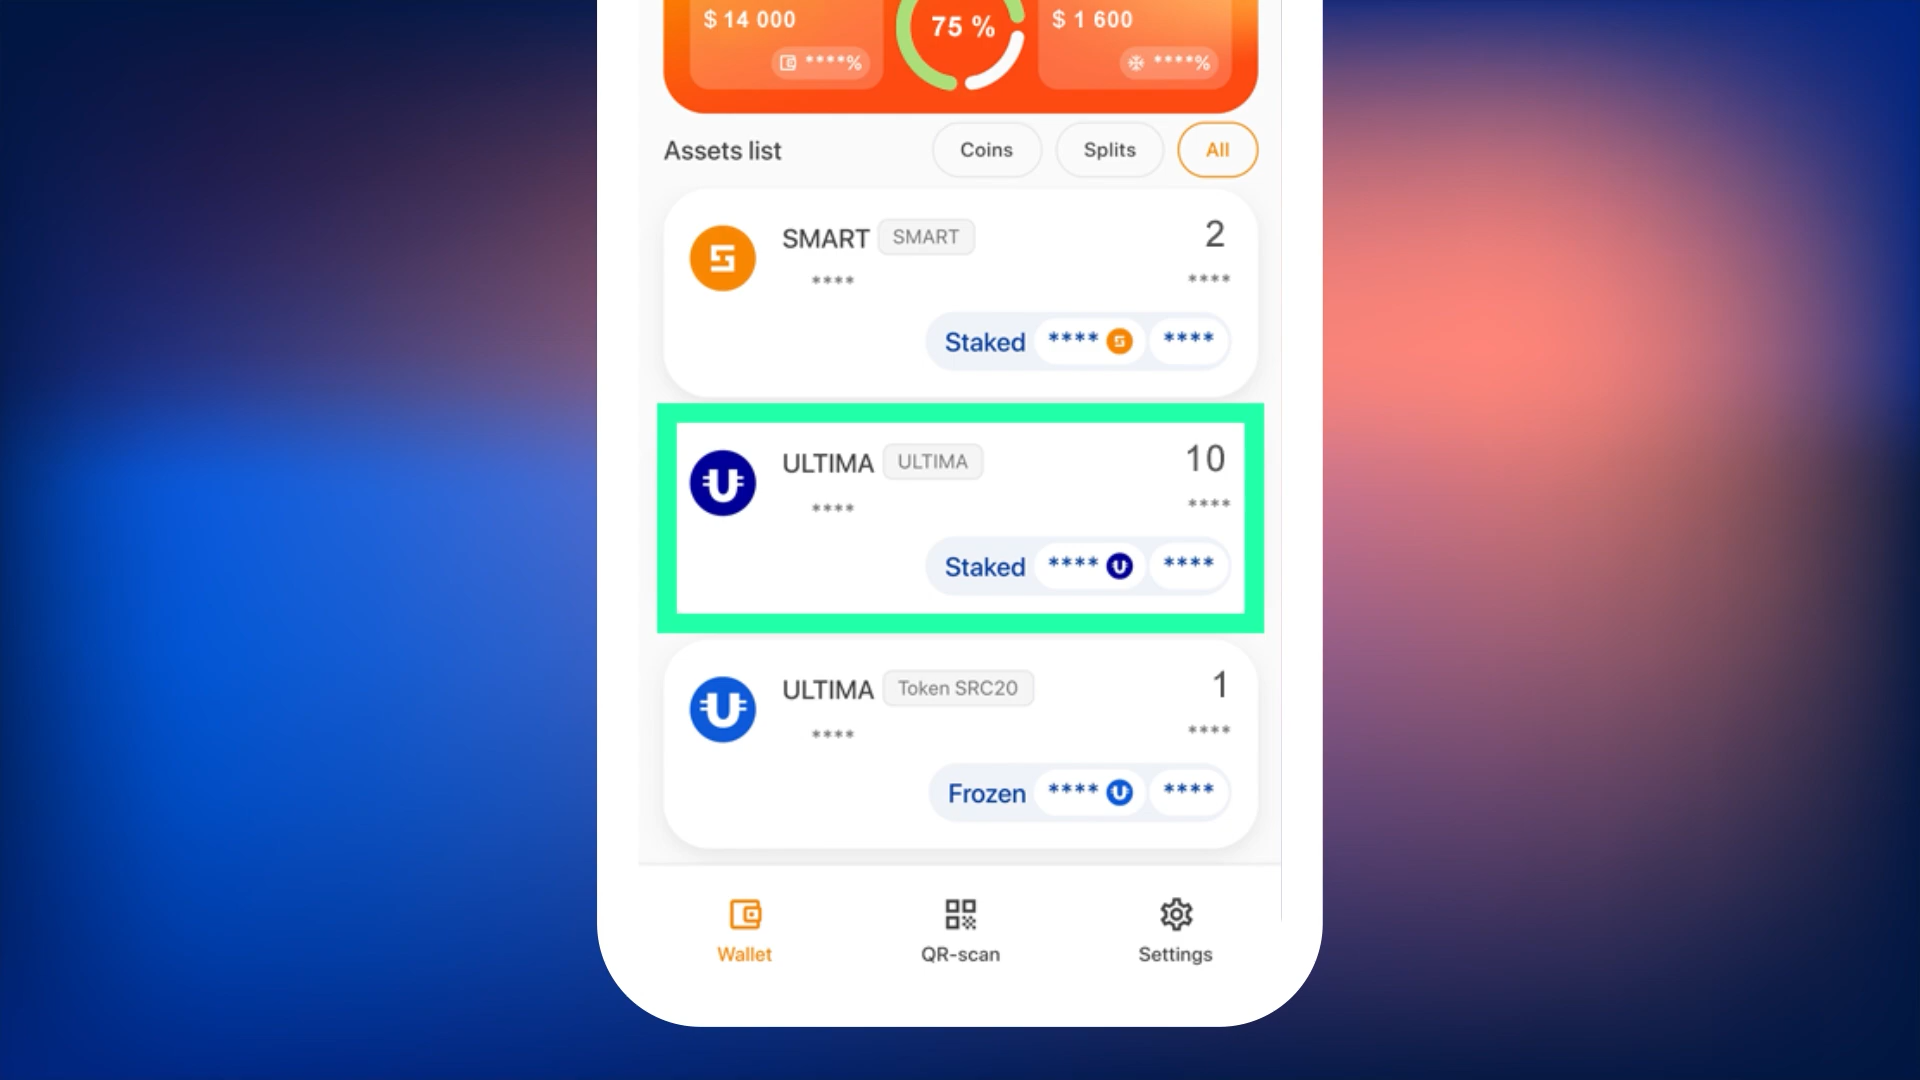 $ 14 000
75 %
$ 1 600
****%
****%
Assets list
Coins
Splits
All
SMART SMART 2
**** ****
Staked **** ****
ULTIMA ULTIMA 10
**** ****
Staked **** ****
ULTIMA Token SRC20 1
**** ****
Frozen **** ****
Wallet
QR-scan
Settings